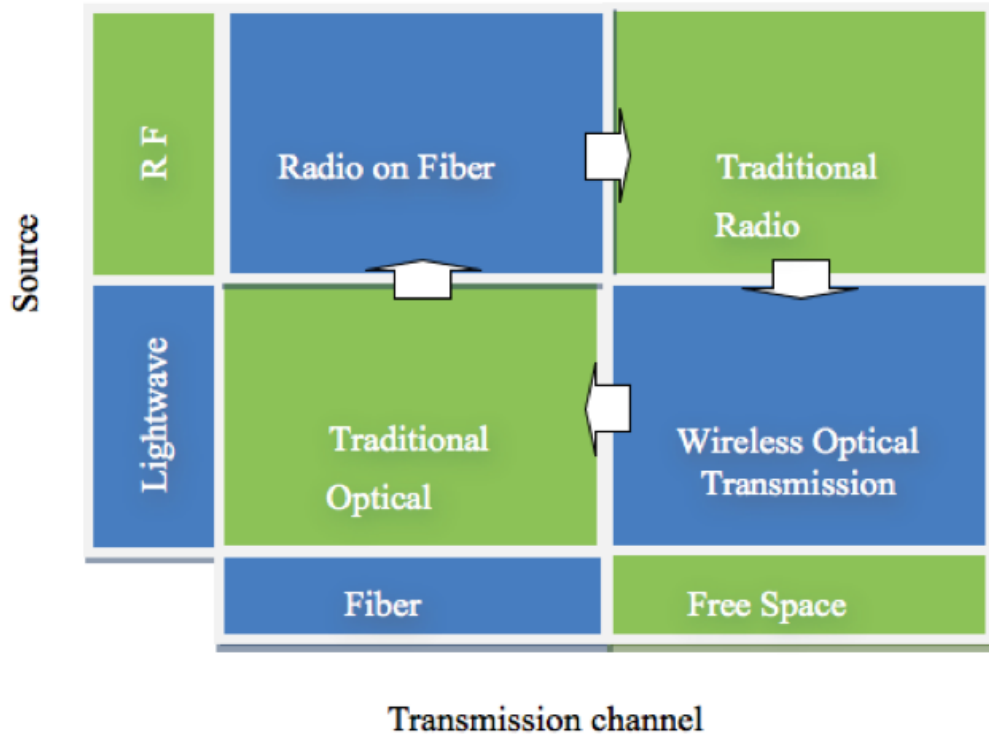 Source
R F
Radio on Fiber
Traditional
Radio
Lightwave
Traditional
Optical
Wireless Optical
Transmission
Fiber
Free Space
Transmission channel